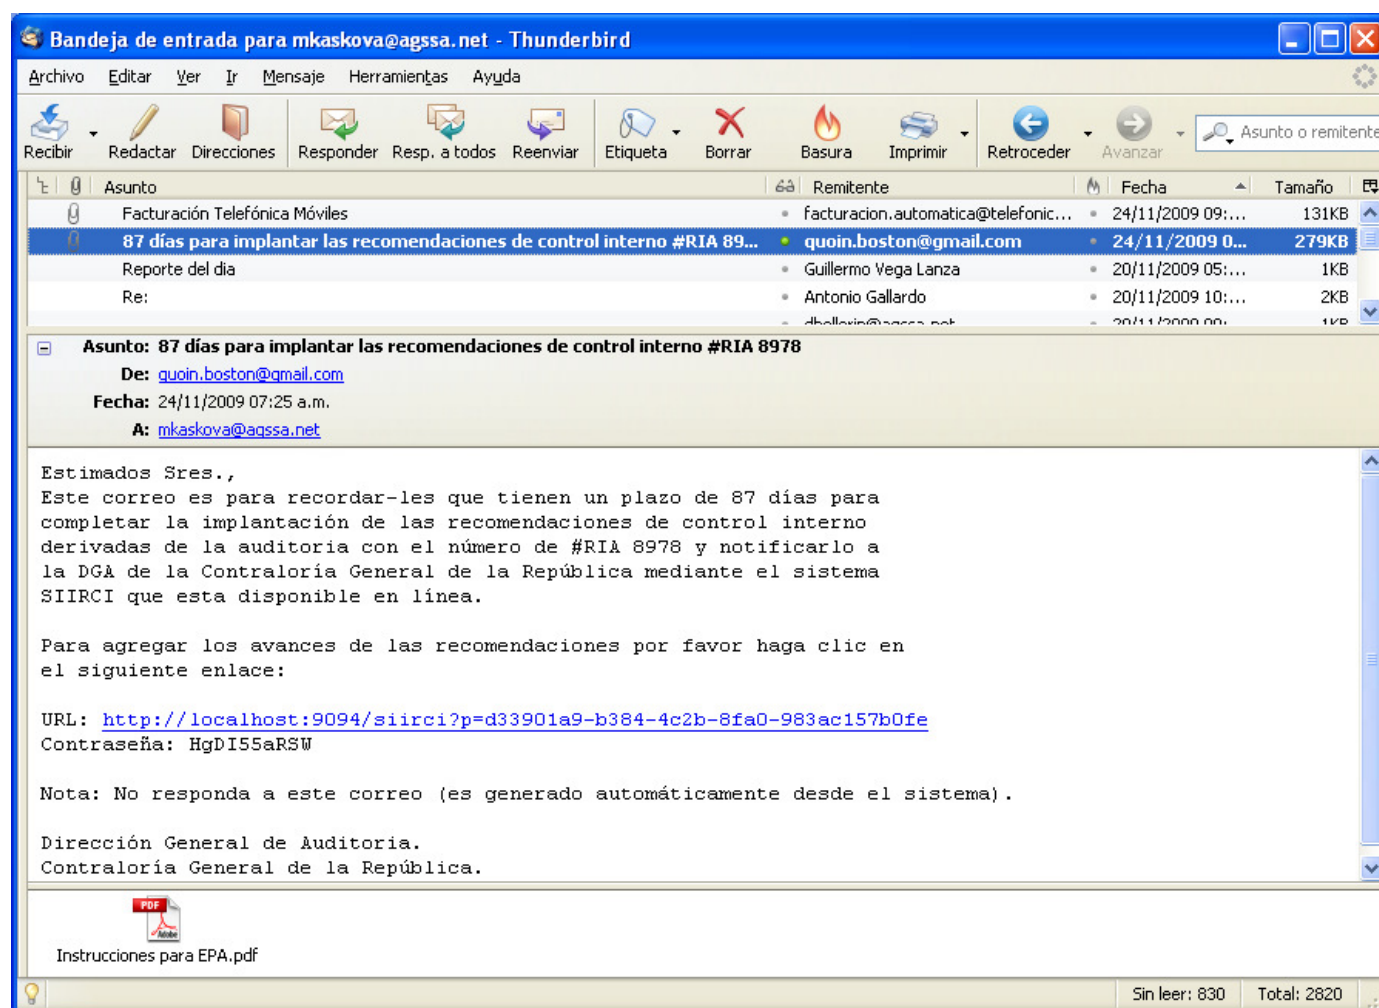 Bandeja de entrada para mkaskova@agssa.net - Thunderbird
Archivo Editar Ver Ir Mensaje Herramientas Ayuda
Recibir Redactar Direcciones Responder Resp. a todos Reenviar Etiqueta Borrar Basura Imprimir Retroceder Avanzar Asunto o remitente
Asunto Remitente Fecha Tamaño
Facturación Telefónica Móviles facturacion.automatica@telefonic... 24/11/2009 09:... 131KB
87 días para implantar las recomendaciones de control interno #RIA 89... quoin.boston@gmail.com 24/11/2009 0... 279KB
Reporte del dia Guillermo Vega Lanza 20/11/2009 05:... 1KB
Re: Antonio Gallardo 20/11/2009 10:... 2KB
Asunto: 87 días para implantar las recomendaciones de control interno #RIA 8978
De: quoin.boston@gmail.com
Fecha: 24/11/2009 07:25 a.m.
A: mkaskova@agssa.net
Estimados Sres.,
Este correo es para recordar-les que tienen un plazo de 87 días para
completar la implantación de las recomendaciones de control interno
derivadas de la auditoria con el número de #RIA 8978 y notificarlo a
la DGA de la Contraloría General de la República mediante el sistema
SIIRCI que esta disponible en línea.
Para agregar los avances de las recomendaciones por favor haga clic en
el siguiente enlace:
URL: http://localhost:9094/siirci?p=d33901a9-b384-4c2b-8fa0-983ac157b0fe
Contraseña: HgDI55aRSW
Nota: No responda a este correo (es generado automáticamente desde el sistema).
Dirección General de Auditoria.
Contraloría General de la República.
PDF
Adobe
Instrucciones para EPA.pdf
Sin leer: 830 Total: 2820